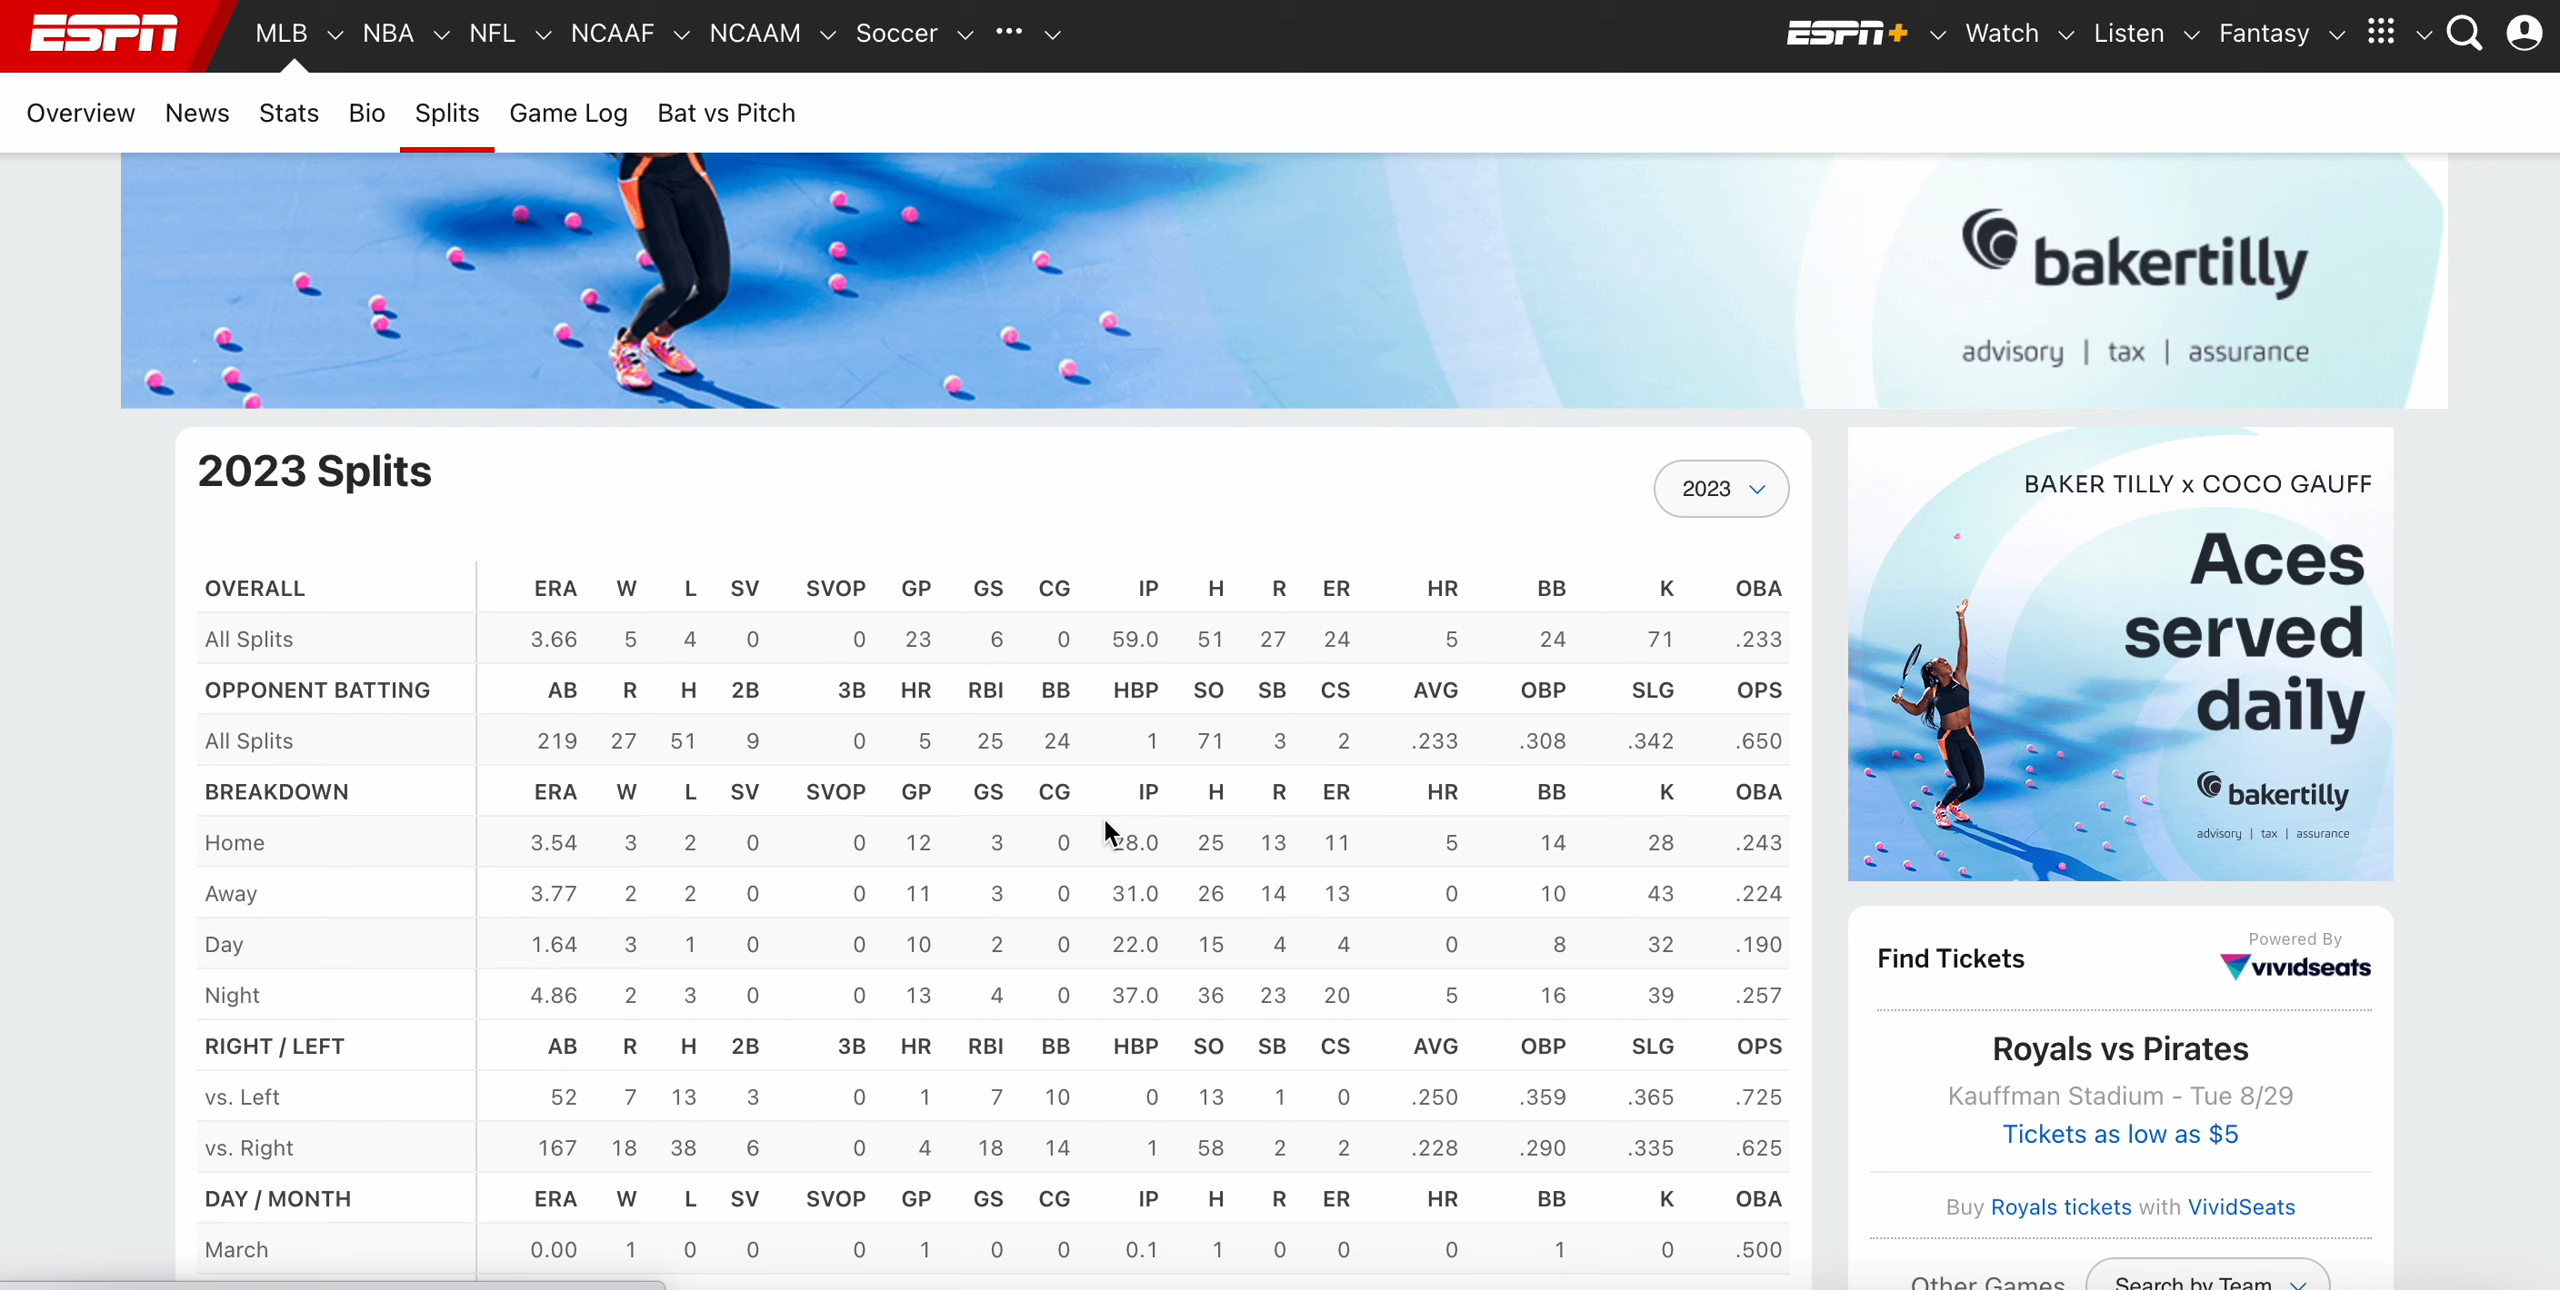 ESPN MLB NBA NFL NCAAF NCAAM Soccer ••• ESPN+ Watch Listen Fantasy
Overview News Stats Bio Splits Game Log Bat vs Pitch
bakertilly
advisory | tax | assurance
2023 Splits
2023
OVERALL ERA W L SV SVOP GP GS CG IP H R ER HR BB K OBA
All Splits 3.66 5 4 0 0 23 6 0 59.0 51 27 24 5 24 71 .233
OPPONENT BATTING AB R H 2B 3B HR RBI BB HBP SO SB CS AVG OBP SLG OPS
All Splits 219 27 51 9 0 5 25 24 1 71 3 2 .233 .308 .342 .650
BREAKDOWN ERA W L SV SVOP GP GS CG IP H R ER HR BB K OBA
Home 3.54 3 2 0 0 12 3 0 28.0 25 13 11 5 14 28 .243
Away 3.77 2 2 0 0 11 3 0 31.0 26 14 13 0 10 43 .224
Day 1.64 3 1 0 0 10 2 0 22.0 15 4 4 0 8 32 .190
Night 4.86 2 3 0 0 13 4 0 37.0 36 23 20 5 16 39 .257
RIGHT / LEFT AB R H 2B 3B HR RBI BB HBP SO SB CS AVG OBP SLG OPS
vs. Left 52 7 13 3 0 1 7 10 0 13 1 0 .250 .359 .365 .725
vs. Right 167 18 38 6 0 4 18 14 1 58 2 2 .228 .290 .335 .625
DAY / MONTH ERA W L SV SVOP GP GS CG IP H R ER HR BB K OBA
March 0.00 1 0 0 0 1 0 0 0.1 1 0 0 0 1 0 .500
BAKER TILLY x COCO GAUFF
Aces
served
daily
bakertilly
advisory | tax | assurance
Find Tickets
Powered By
vividseats
Royals vs Pirates
Kauffman Stadium - Tue 8/29
Tickets as low as $5
Buy Royals tickets with VividSeats
Other Games Search by Team